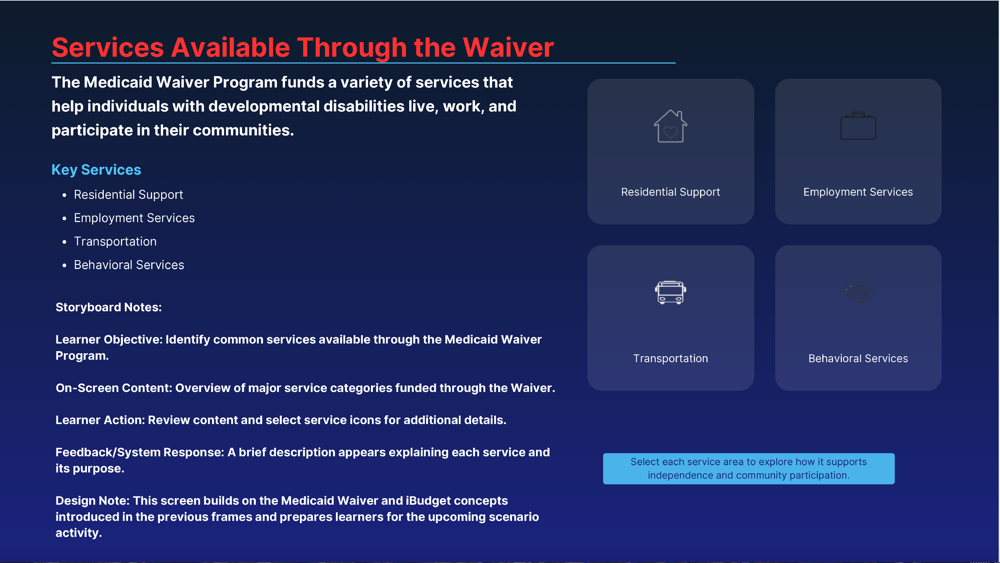 Services Available Through the Waiver
The Medicaid Waiver Program funds a variety of services that
help individuals with developmental disabilities live, work, and
participate in their communities.
Key Services
• Residential Support
• Employment Services
• Transportation
• Behavioral Services
Storyboard Notes:
Learner Objective: Identify common services available through the Medicaid Waiver
Program.
On-Screen Content: Overview of major service categories funded through the Waiver.
Learner Action: Review content and select service icons for additional details.
Feedback/System Response: A brief description appears explaining each service and
its purpose.
Design Note: This screen builds on the Medicaid Waiver and iBudget concepts
introduced in the previous frames and prepares learners for the upcoming scenario
activity.
Residential Support
Employment Services
Transportation
Behavioral Services
Select each service area to explore how it supports
independence and community participation.